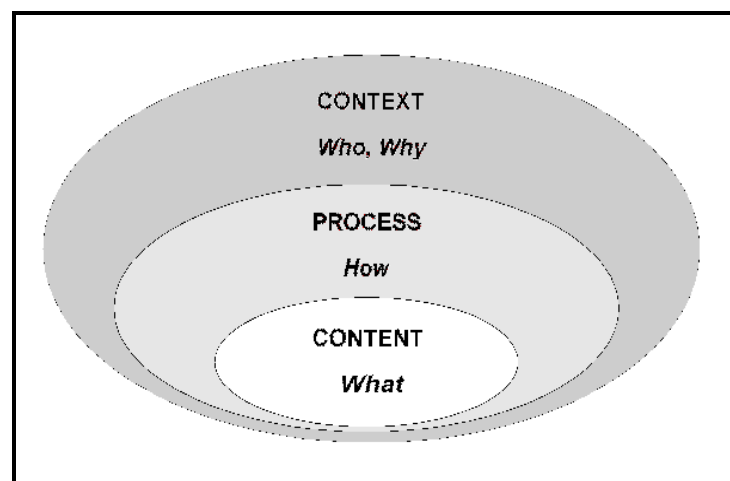 CONTEXT
Who, Why
PROCESS
How
CONTENT
What